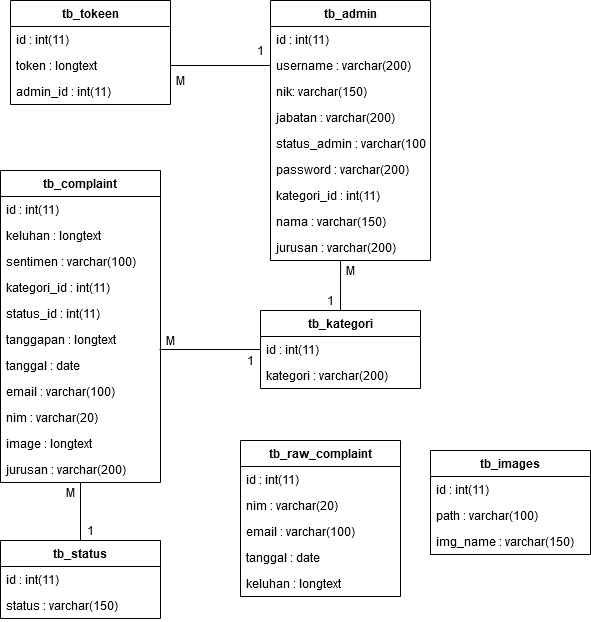 tb_tokeen
id : int(11)
token : longtext
admin_id : int(11)
1
M
tb_admin
id : int(11)
username : varchar(200)
nik: varchar(150)
jabatan : varchar(200)
status_admin : varchar(100
password : varchar(200)
kategori_id : int(11)
nama : varchar(150)
jurusan : varchar(200)
M
1
tb_complaint
id : int(11)
keluhan : longtext
sentimen : varchar(100)
kategori_id : int(11)
status_id : int(11)
tanggapan : longtext
tanggal : date
email : varchar(100)
nim : varchar(20)
image : longtext
jurusan : varchar(200)
M
1
tb_kategori
id : int(11)
kategori : varchar(200)
M
1
tb_status
id : int(11)
status : varchar(150)
tb_raw_complaint
id : int(11)
nim : varchar(20)
email : varchar(100)
tanggal : date
keluhan : longtext
tb_images
id : int(11)
path : varchar(100)
img_name : varchar(150)